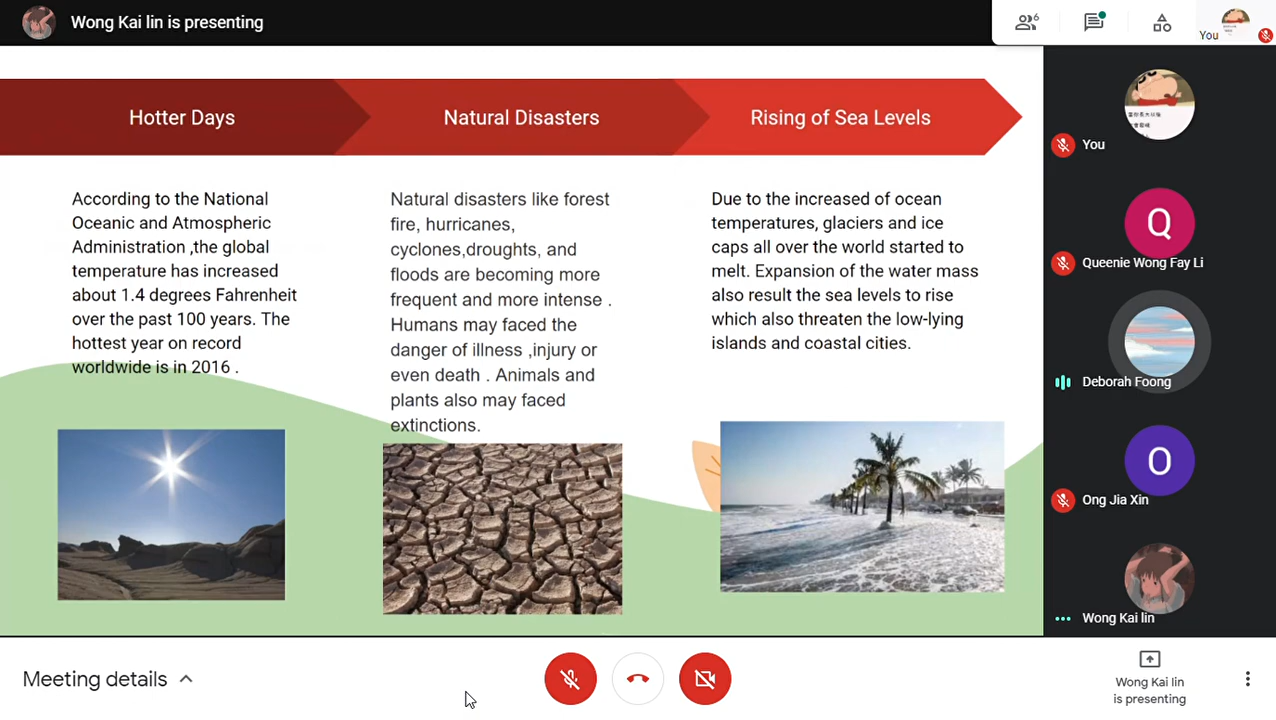 Wong Kai lin is presenting
6
You
Hotter Days
Natural Disasters
Rising of Sea Levels
According to the National
Oceanic and Atmospheric
Administration ,the global
temperature has increased
about 1.4 degrees Fahrenheit
over the past 100 years. The
hottest year on record
worldwide is in 2016 .
Natural disasters like forest
fire, hurricanes,
cyclones,droughts, and
floods are becoming more
frequent and more intense .
Humans may faced the
danger of illness ,injury or
even death . Animals and
plants also may faced
extinctions.
Due to the increased of ocean
temperatures, glaciers and ice
caps all over the world started to
melt. Expansion of the water mass
also result the sea levels to rise
which also threaten the low-lying
islands and coastal cities.
You
Q
Queenie Wong Fay Li
Deborah Foong
O
Ong Jia Xin
Wong Kai lin
Meeting details
Wong Kai lin
is presenting